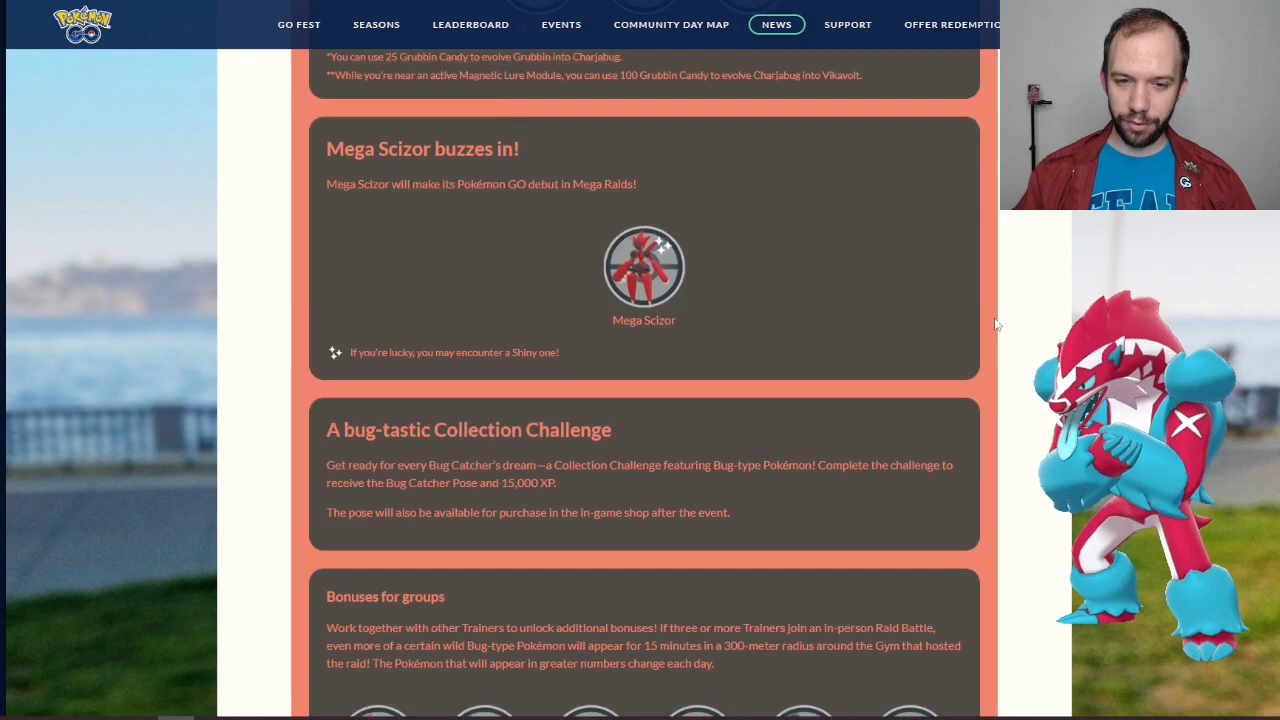 Pokémon GO
GO FEST SEASONS LEADERBOARD EVENTS COMMUNITY DAY MAP NEWS SUPPORT OFFER REDEMPTIO
*You can use 25 Grubbin Candy to evolve Grubbin into Charjabug.
**While you're near an active Magnetic Lure Module, you can use 100 Grubbin Candy to evolve Charjabug into Vikavolt.
Mega Scizor buzzes in!
Mega Scizor will make its Pokémon GO debut in Mega Raids!
Mega Scizor
If you're lucky, you may encounter a Shiny one!
A bug-tastic Collection Challenge
Get ready for every Bug Catcher's dream—a Collection Challenge featuring Bug-type Pokémon! Complete the challenge to
receive the Bug Catcher Pose and 15,000 XP.
The pose will also be available for purchase in the in-game shop after the event.
Bonuses for groups
Work together with other Trainers to unlock additional bonuses! If three or more Trainers join an in-person Raid Battle,
even more of a certain wild Bug-type Pokémon will appear for 15 minutes in a 300-meter radius around the Gym that hosted
the raid! The Pokémon that will appear in greater numbers change each day.